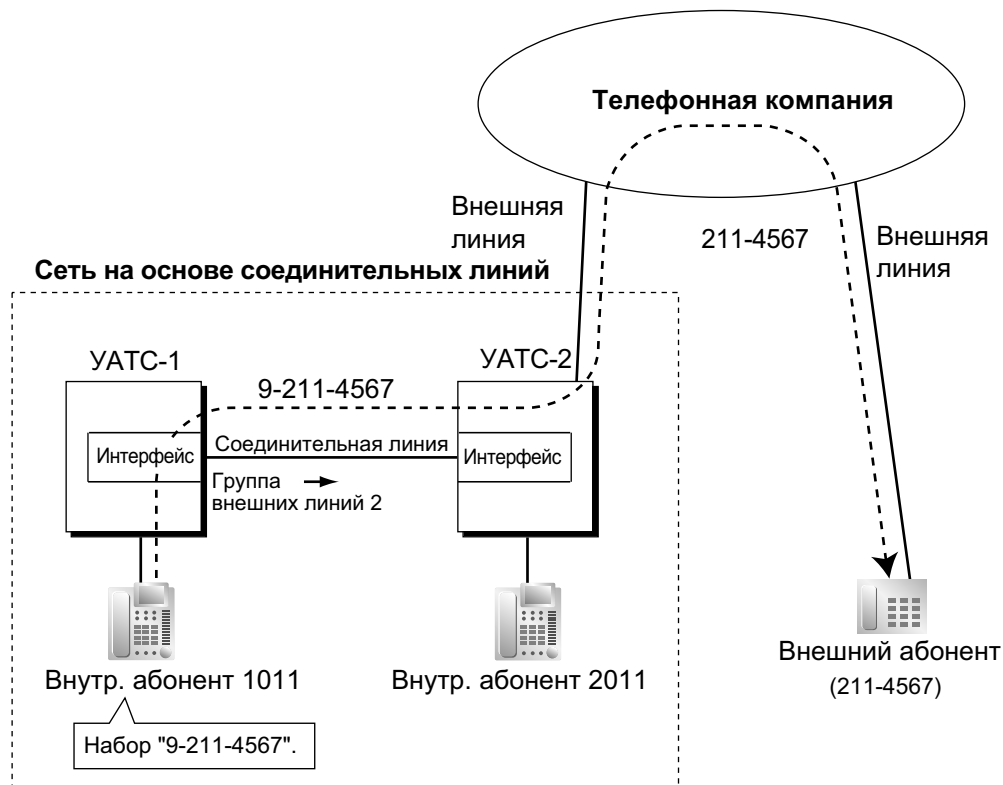 Телефонная компания
Внешняя
линия
211-4567
Внешняя
линия
Сеть на основе соединительных линий
УАТС-1
УАТС-2
9-211-4567
Интерфейс
Соединительная линия
Интерфейс
Группа
внешних линий 2
Внутр. абонент 1011
Внутр. абонент 2011
Внешний абонент
(211-4567)
Набор "9-211-4567".